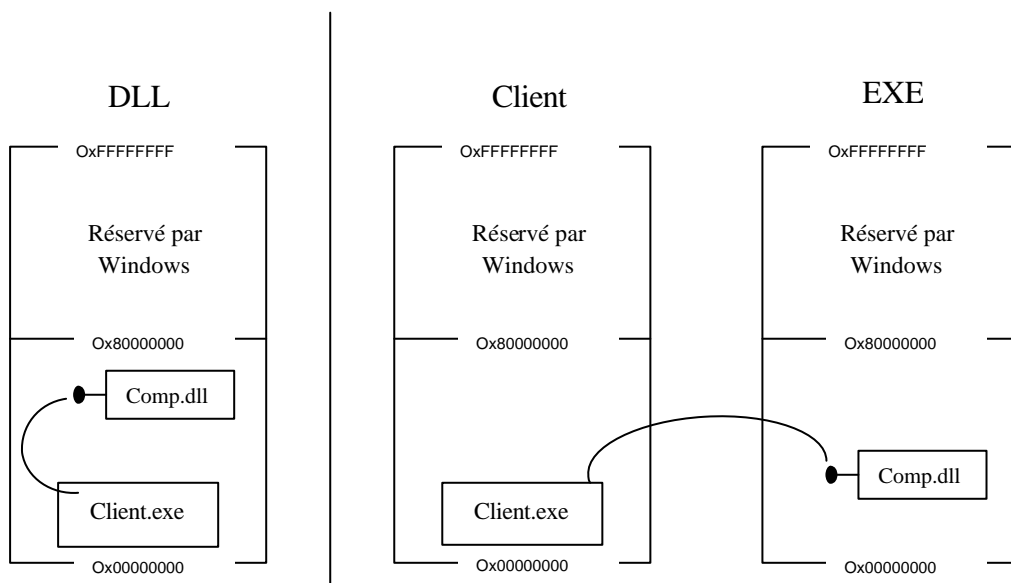 DLL
Client
EXE
OxFFFFFFFF
OxFFFFFFFF
OxFFFFFFFF
Réservé par
Windows
Réservé par
Windows
Réservé par
Windows
Ox80000000
Ox80000000
Ox80000000
Comp.dll
Client.exe
Client.exe
Comp.dll
Ox00000000
Ox00000000
Ox00000000